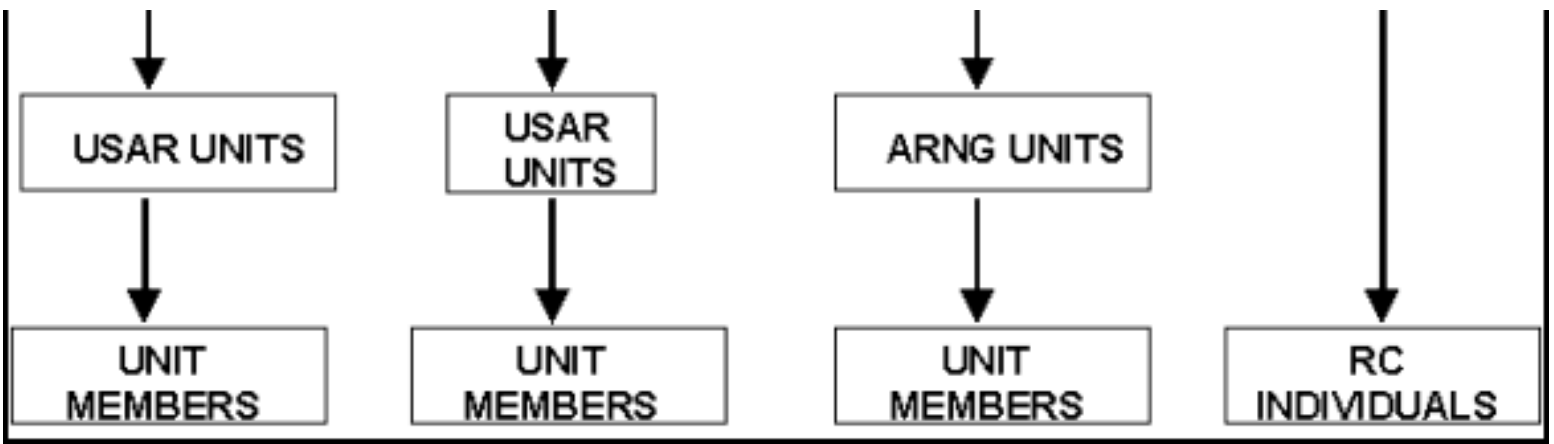 USAR UNITS
USAR
UNITS
ARNG UNITS
UNIT
MEMBERS
UNIT
MEMBERS
UNIT
MEMBERS
RC
INDIVIDUALS